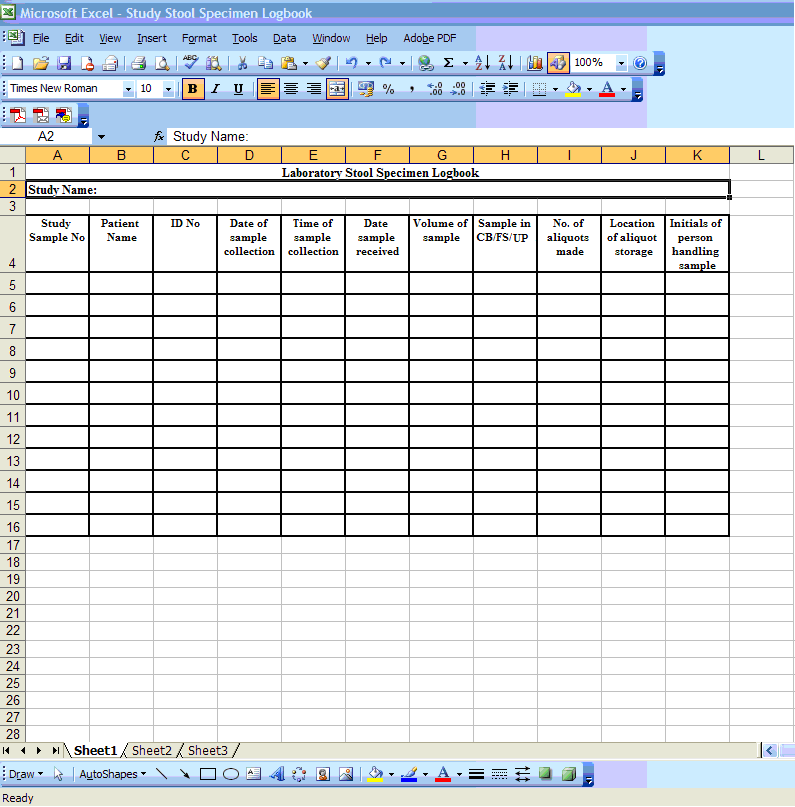 Microsoft Excel - Study Stool Specimen Logbook
File Edit View Insert Format Tools Data Window Help Adobe PDF
ABC Σ A Z Z A 100% ?
Times New Roman 10 B I U a % , .00 .00 A
A2 fx Study Name:
A B C D E F G H I J K L
1 Laboratory Stool Specimen Logbook
2 Study Name:
3
4 Study Sample No Patient Name ID No Date of sample collection Time of sample collection Date sample received Volume of sample Sample in CB/FS/UP No. of aliquots made Location of aliquot storage Initials of person handling sample
5
6
7
8
9
10
11
12
13
14
15
16
17
18
19
20
21
22
23
24
25
26
27
28
Sheet1 Sheet2 Sheet3
Draw AutoShapes A A A
Ready